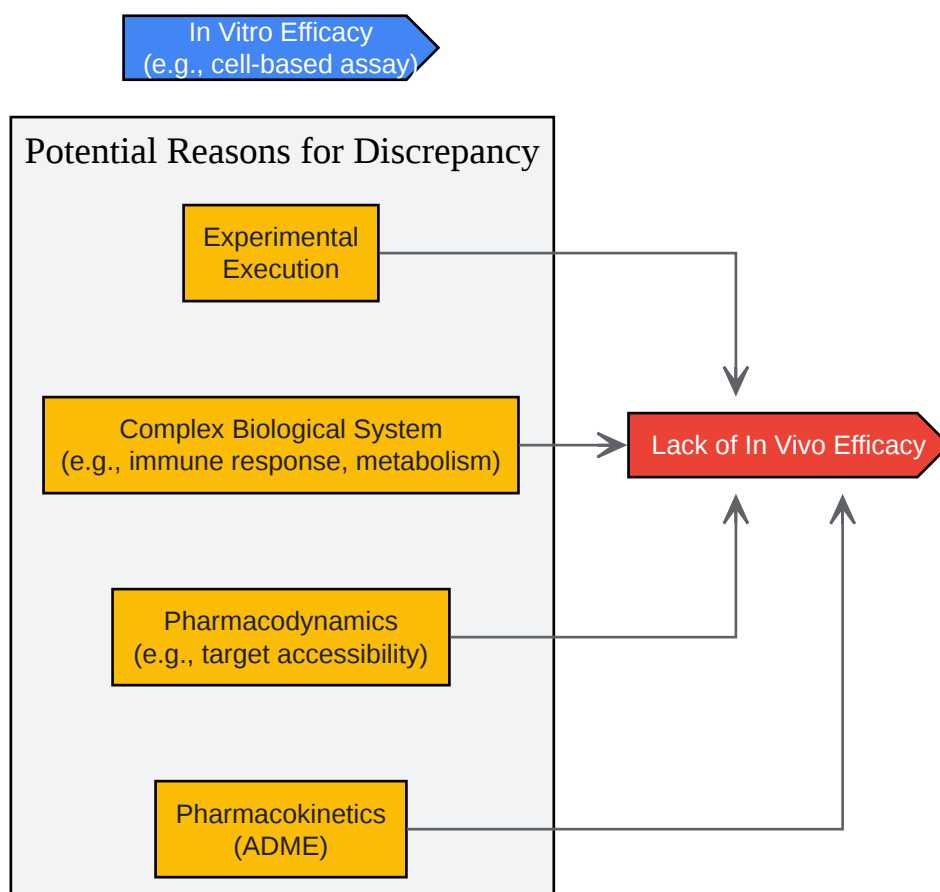 In Vitro Efficacy
(e.g., cell-based assay)
Potential Reasons for Discrepancy
Experimental
Execution
Complex Biological System
(e.g., immune response, metabolism)
Lack of In Vivo Efficacy
Pharmacodynamics
(e.g., target accessibility)
Pharmacokinetics
(ADME)